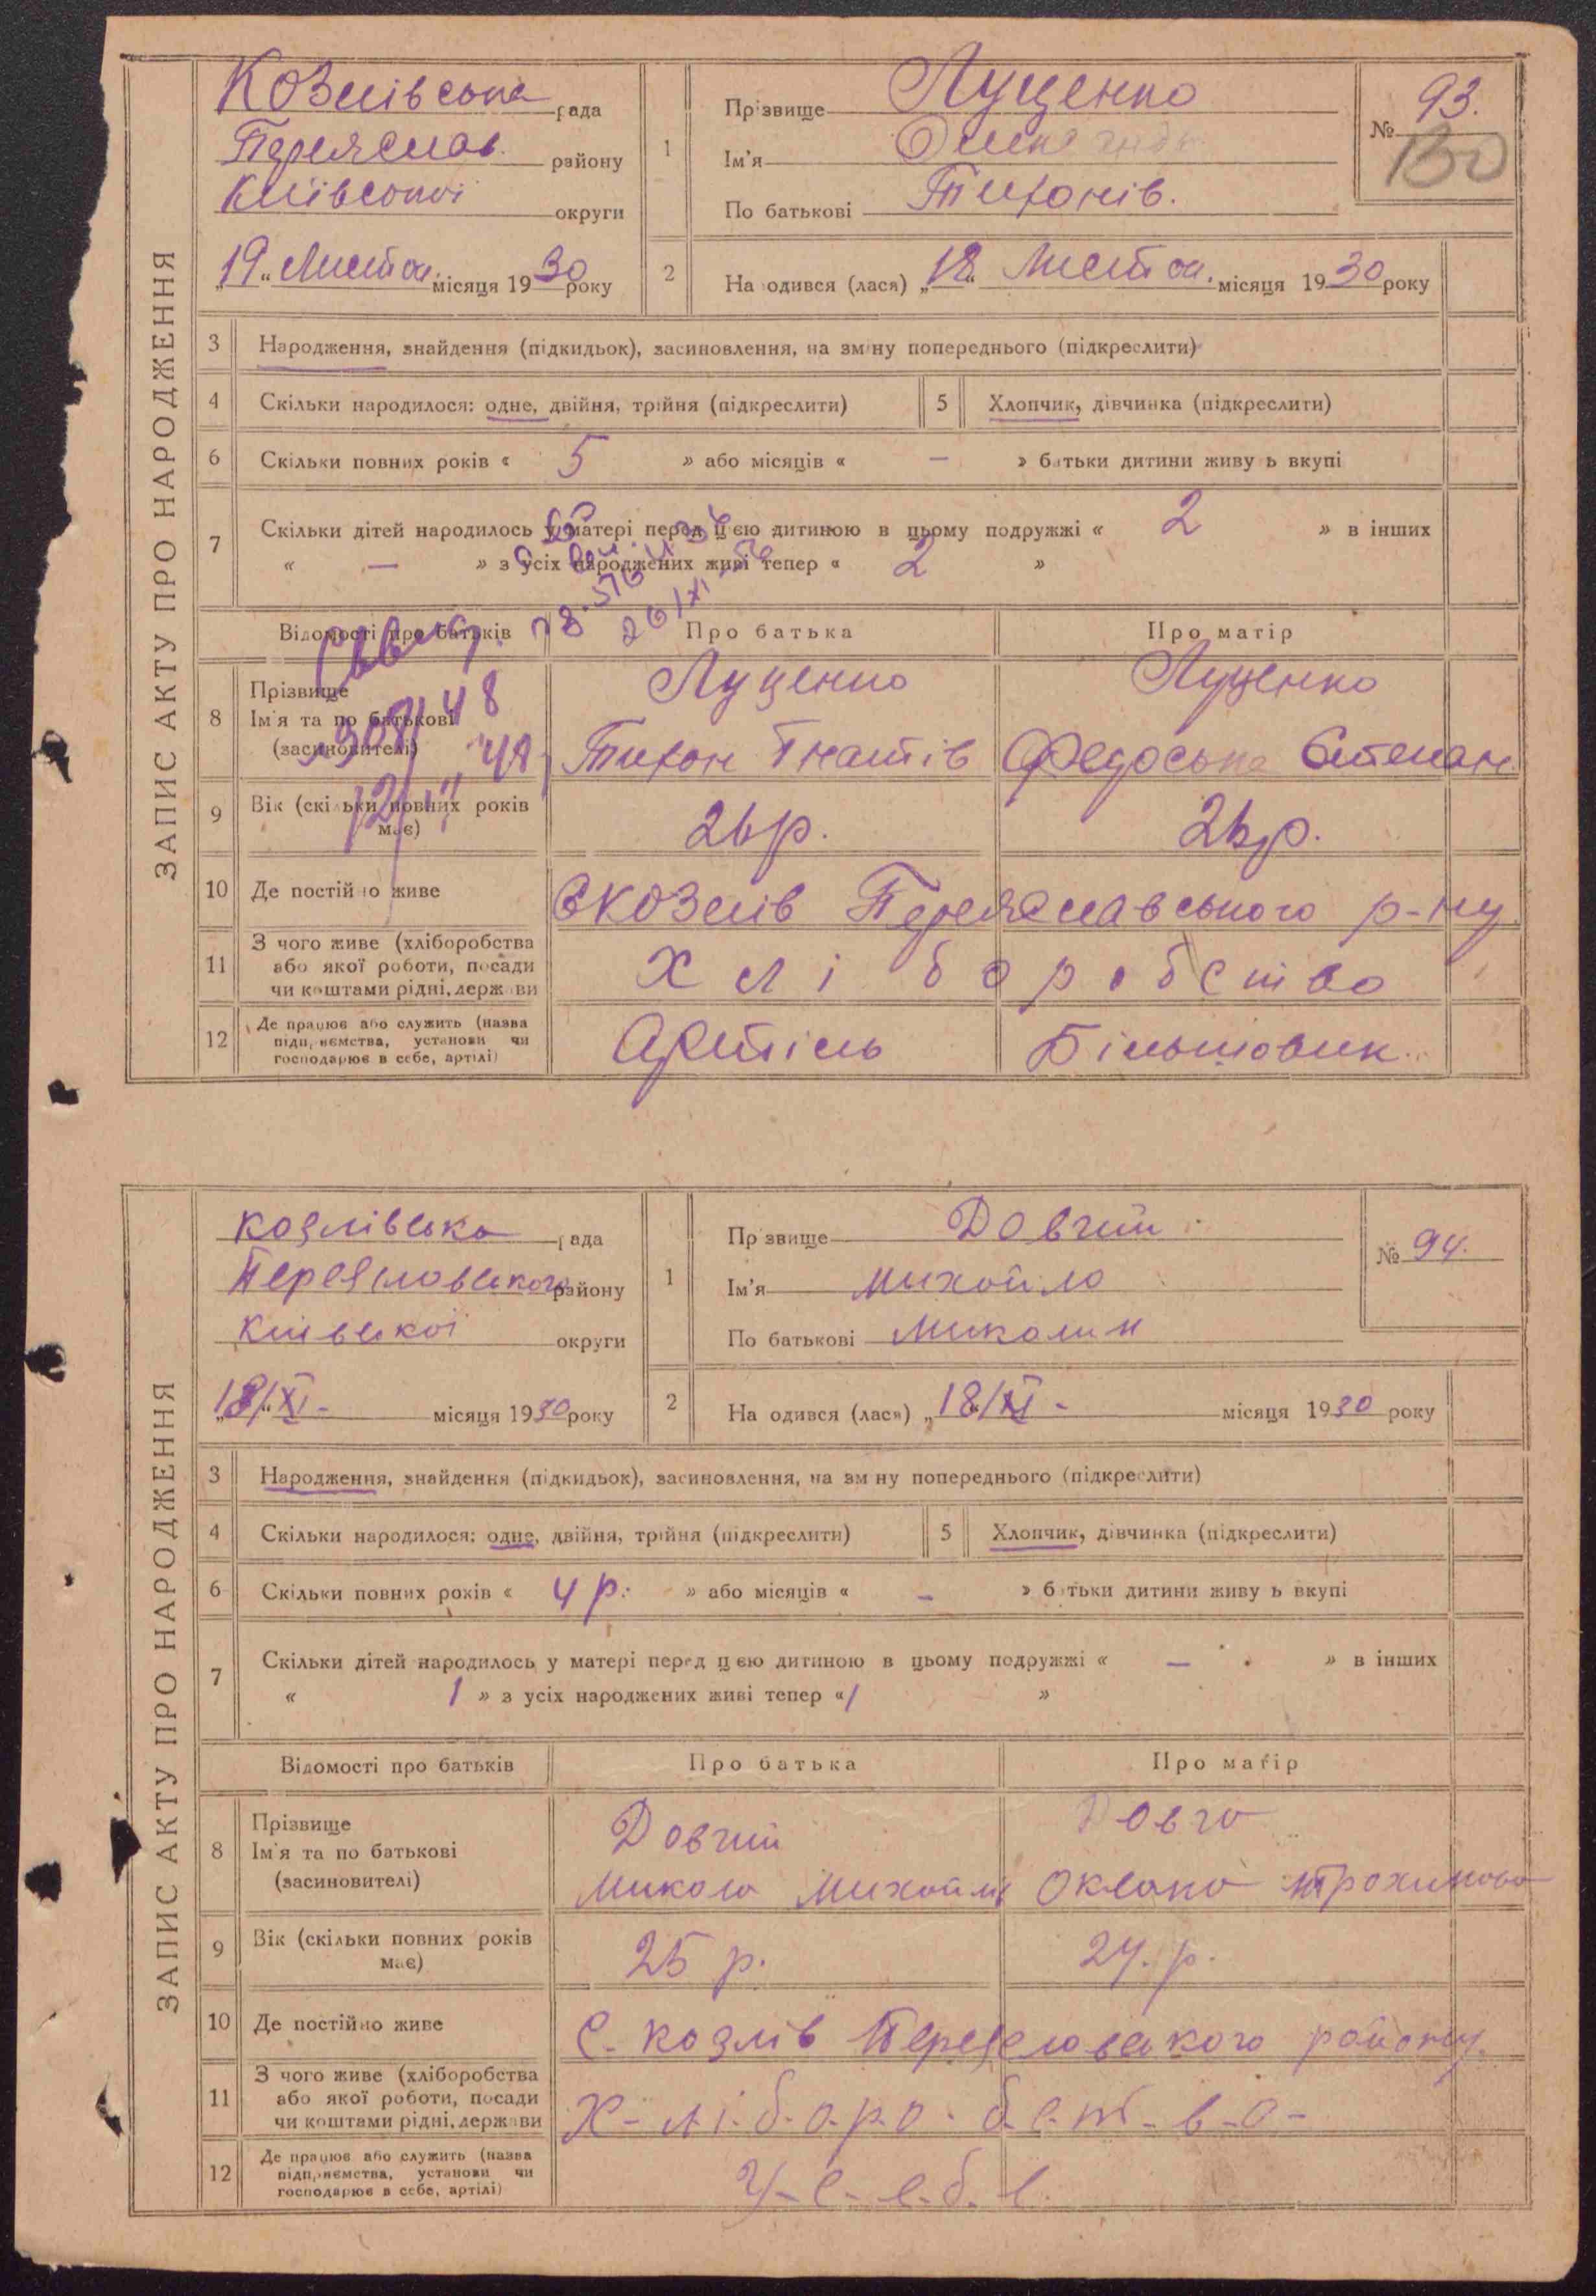 ЗАПИС АКТУ ПРО НАРОДЖЕННЯ
Козлівська рада
Переяслав. району
Київської округи
„19“ Листоп. місяця 1930 року
1
Прізвище Луценко
Ім'я Олександр
По батькові Тихонів.
№ 93.
130
2
Народився (лася) „18“ Листоп. місяця 1930 року
3 Народження, знайдення (підкидьок), засиновлення, на зміну попереднього (підкреслити)
4 Скільки народилося: одне, двійня, трійня (підкреслити)
5 Хлопчик, дівчинка (підкреслити)
6 Скільки повних років « 5 » або місяців « — » батьки дитини живуть вкупі
7 Скільки дітей народилось у матері перед цією дитиною в цьому подружжі « 2 » в інших
« — » з усіх народжених живі тепер « 2 »
26/XI
Відомості про батьків Про батька Про матір
8 Прізвище
Ім'я та по батькові
(засиновителі)
Луценко Луценко
Тихон Гнатів Федоська Степан
9 Вік (скільки повних років має) 26р. 26р.
10 Де постійно живе С Козлів Переяславського р-ну
11 З чого живе (хліборобства
або якої роботи, посади
чи коштами рідні, держави
Хліборобство
12 Де працює або служить (назва
підприємства, установи чи
господарює в себе, артілі)
Артіль Більшовик.
ЗАПИС АКТУ ПРО НАРОДЖЕННЯ
Козлівська рада
Переяславського району
Київської округи
„18/XI- місяця 1930 року
1
Прізвище Довгий
Ім'я Михайло
По батькові Миколин
№ 94.
2
Народився (лася) „18/XI- місяця 1930 року
3 Народження, знайдення (підкидьок), засиновлення, на зміну попереднього (підкреслити)
4 Скільки народилося: одне, двійня, трійня (підкреслити)
5 Хлопчик, дівчинка (підкреслити)
6 Скільки повних років « 4 р. » або місяців « — » батьки дитини живуть вкупі
7 Скільки дітей народилось у матері перед цією дитиною в цьому подружжі « — » в інших
« 1 » з усіх народжених живі тепер « 1 »
Відомості про батьків Про батька Про матір
8 Прізвище
Ім'я та по батькові
(засиновителі)
Довгий Довга
Микола Михайлів Оксана Трохимова
9 Вік (скільки повних років має) 25 р. 24. р.
10 Де постійно живе С. Козлів Переяславського району.
11 З чого живе (хліборобства
або якої роботи, посади
чи коштами рідні, держави
Х-лі-б-о-р-о-б-с-т-в-о-
12 Де працює або служить (назва
підприємства, установи чи
господарює в себе, артілі)
У-с-е-б-е.